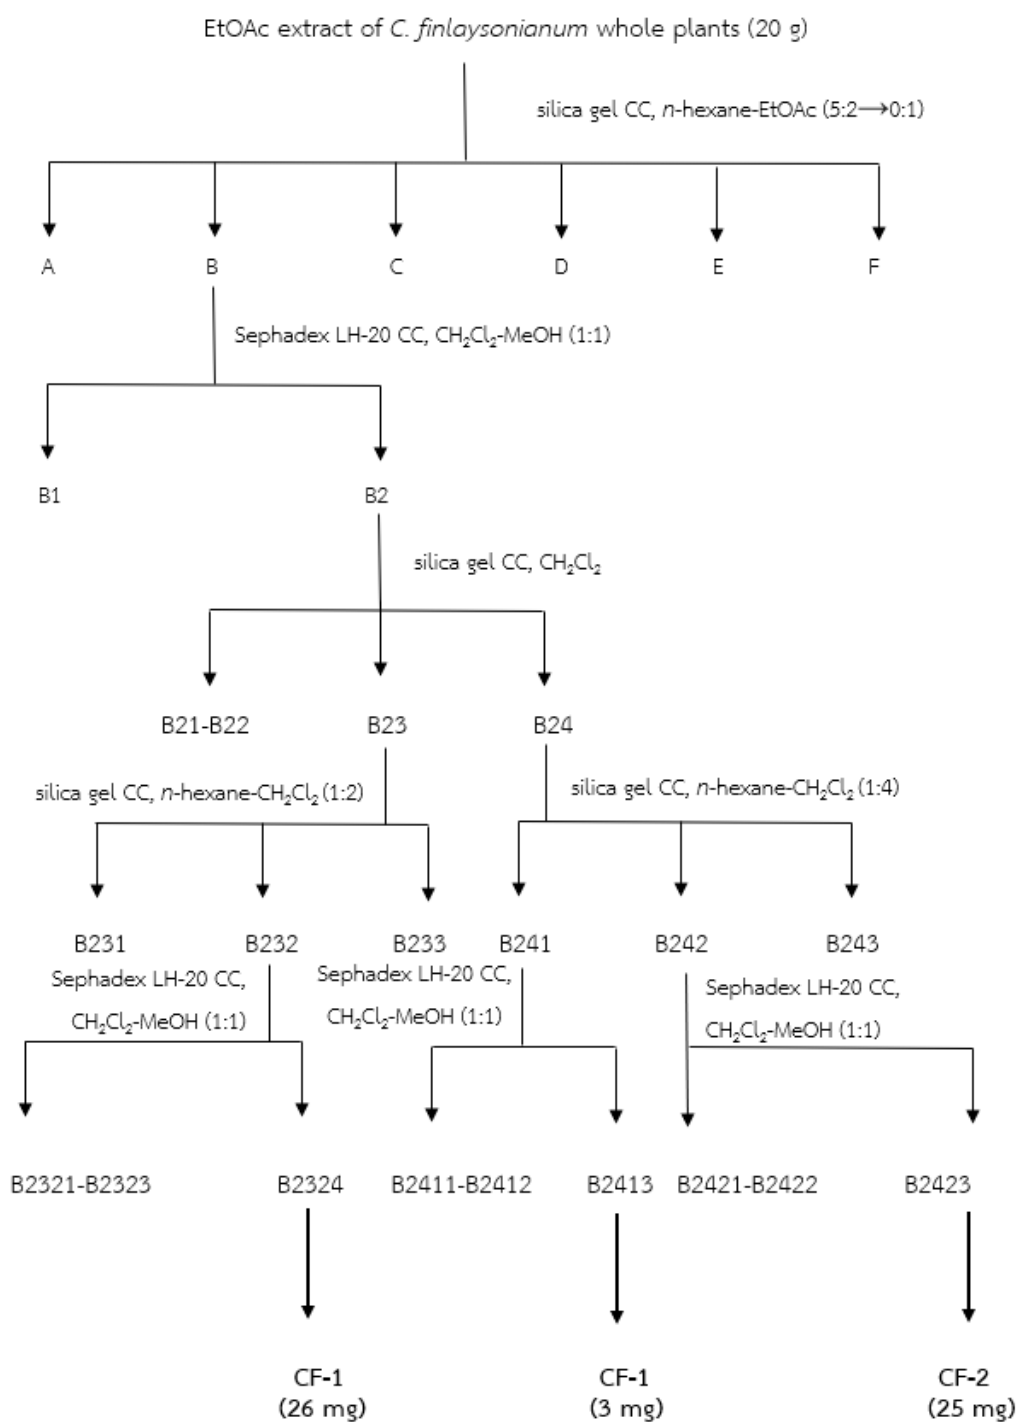 EtOAc extract of C. finlaysonianum whole plants (20 g)
silica gel CC, n-hexane-EtOAc (5:2→0:1)
A B C D E F
Sephadex LH-20 CC, CH₂Cl₂-MeOH (1:1)
B1 B2
silica gel CC, CH₂Cl₂
B21-B22 B23 B24
silica gel CC, n-hexane-CH₂Cl₂ (1:2) silica gel CC, n-hexane-CH₂Cl₂ (1:4)
B231 B232 B233 B241 B242 B243
Sephadex LH-20 CC, Sephadex LH-20 CC, Sephadex LH-20 CC,
CH₂Cl₂-MeOH (1:1) CH₂Cl₂-MeOH (1:1) CH₂Cl₂-MeOH (1:1)
B2321-B2323 B2324 B2411-B2412 B2413 B2421-B2422 B2423
CF-1 CF-1 CF-2
(26 mg) (3 mg) (25 mg)